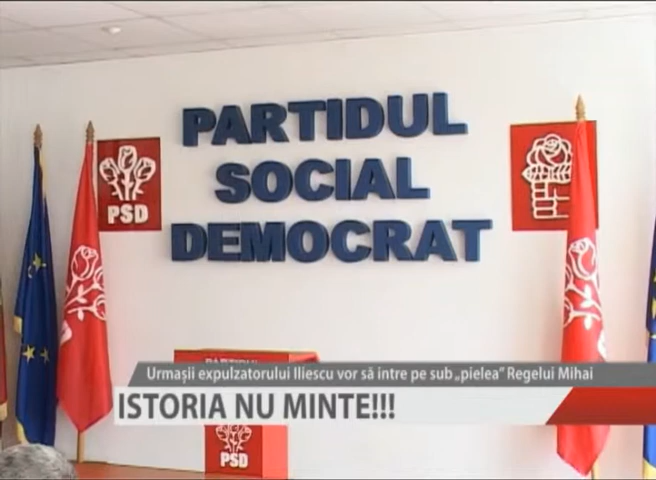 PARTIDUL
SOCIAL
DEMOCRAT
PSD
PARTIDUL
Urmașii expulzatorului Iliescu vor să intre pe sub „pielea” Regelui Mihai
ISTORIA NU MINTE!!!
PSD